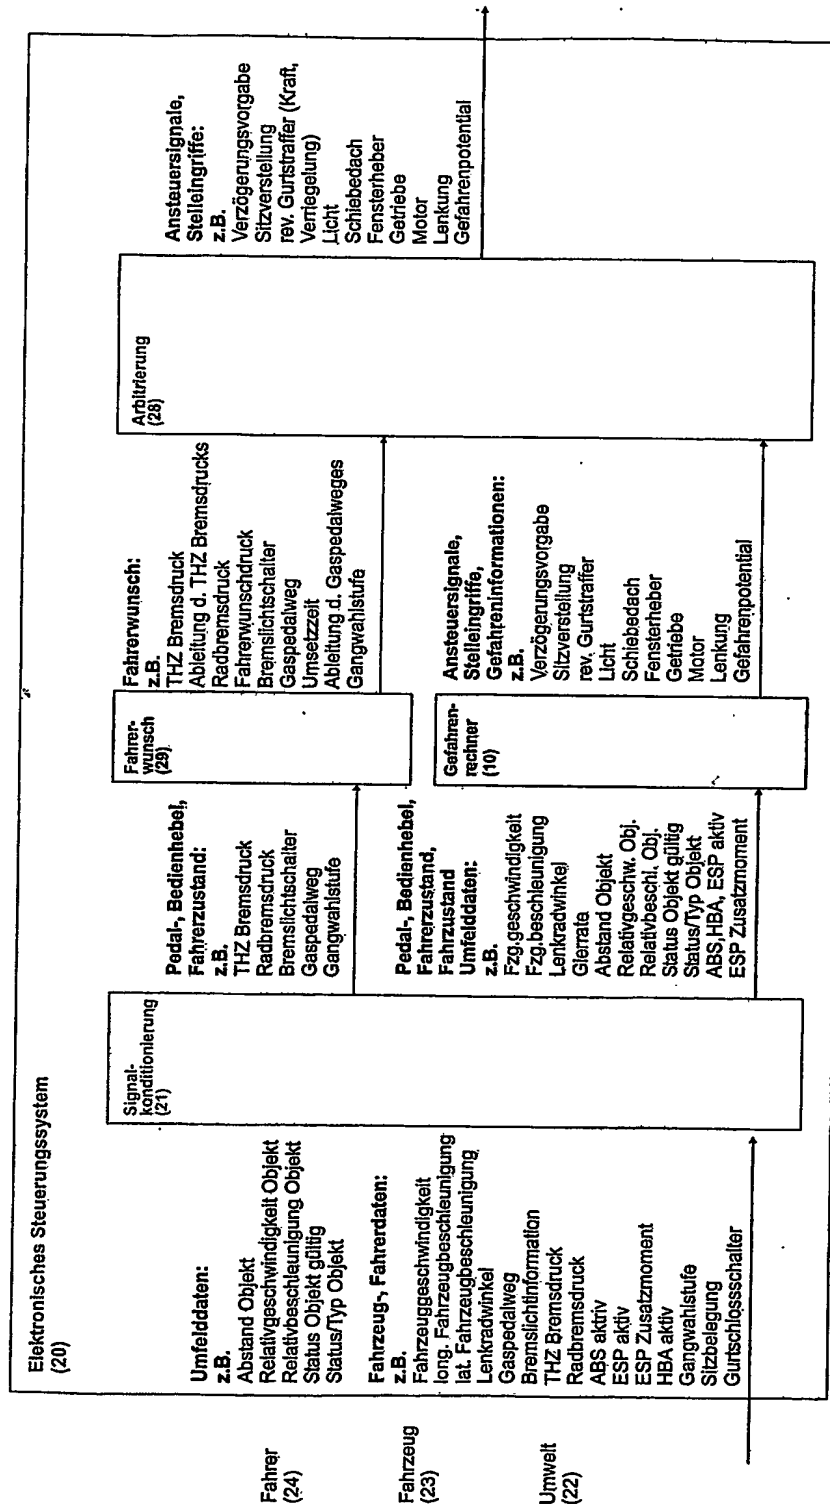 Elektronisches Steuerungssystem
(20)
Fahrer
(24)
Fahrzeug
(23)
Umwelt
(22)
Umfelddaten:
z.B.
Abstand Objekt
Relativgeschwindigkeit Objekt
Relativbeschleunigung Objekt
Status Objekt gültig
Status/Typ Objekt
Fahrzeug-, Fahrerdaten:
z.B.
Fahrzeuggeschwindigkeit
long. Fahrzeugbeschleunigung
lat. Fahrzeugbeschleunigung
Lenkradwinkel
Gaspedalweg
Bremslichtinformation
THZ Bremsdruck
Radbremsdruck
ABS aktriv
ESP aktiv
ESP Zusatzmoment
HBA aktiv
Gangwahlstufe
Sitzbelegung
Gurtschlossschalter
Signal-
konditionierung
(21)
Pedal-, Bedienhebel,
Fahrerzustand:
z.B.
THZ Bremsdruck
Radbremsdruck
Bremslichtschalter
Gaspedalweg
Gangwahlstufe
Pedal-, Bedienhebel,
Fahrerzustand,
Fahrzustand
Umfelddaten:
z.B.
Fzg.geschwindigkeit
Fzg.beschleunigung
Lenkradwinkel
Gierrate
Abstand Objekt
Relativgeschw. Obj.
Relativbeschl. Obj.
Status Objekt gültig
Status/Typ Objekt
ABS,HBA, ESP aktiv
ESP Zusatzmoment
Fahrer-
wunsch
(29)
Gefahren-
rechner
(10)
Fahrerwunsch:
z.B.
THZ Bremsdruck
Ableitung d. THZ Bremsdrucks
Radbremsdruck
Fahrerwunschdruck
Bremslichtschalter
Gaspedalweg
Umsetzzeit
Ableitung d. Gaspedalweges
Gangwahlstufe
Ansteuersignale,
Stelleingriffe,
Gefahreninformationen:
z.B.
Verzögerungsvorgabe
Sitzverstellung
rev. Gurtstraffer
Licht
Schiebedach
Fensterheber
Getriebe
Motor
Lenkung
Gefahrenpotential
Arbitrierung
(28)
Ansteuersignale,
Stelleingriffe:
z.B.
Verzögerungsvorgabe
Sitzverstellung
rev. Gurtstraffer (Kraft,
Verriegelung)
Licht
Schiebedach
Fensterheber
Getriebe
Motor
Lenkung
Gefahrenpotential